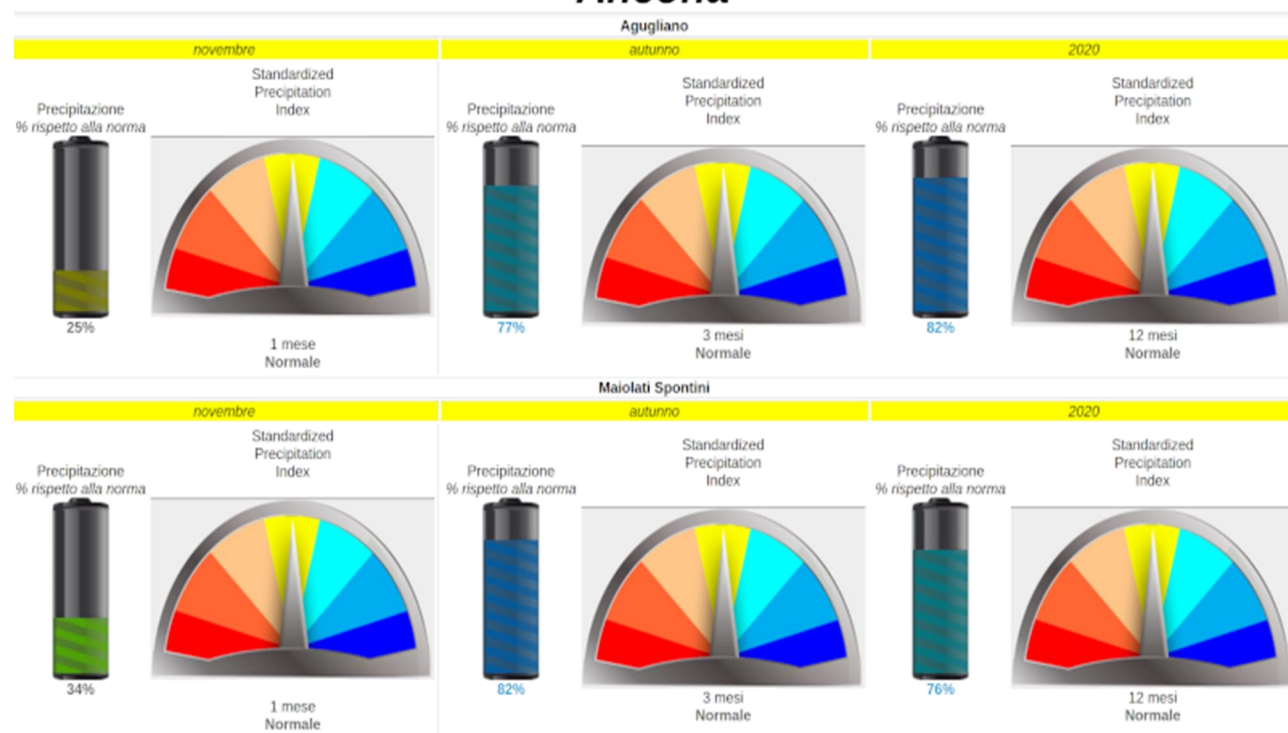 Agugliano
novembre
autunno
2020
Precipitazione
% rispetto alla norma
25%
Standardized
Precipitation
Index
1 mese
Normale
Precipitazione
% rispetto alla norma
77%
Standardized
Precipitation
Index
3 mesi
Normale
Precipitazione
% rispetto alla norma
82%
Standardized
Precipitation
Index
12 mesi
Normale
Maiolati Spontini
novembre
autunno
2020
Precipitazione
% rispetto alla norma
34%
Standardized
Precipitation
Index
1 mese
Normale
Precipitazione
% rispetto alla norma
82%
Standardized
Precipitation
Index
3 mesi
Normale
Precipitazione
% rispetto alla norma
76%
Standardized
Precipitation
Index
12 mesi
Normale